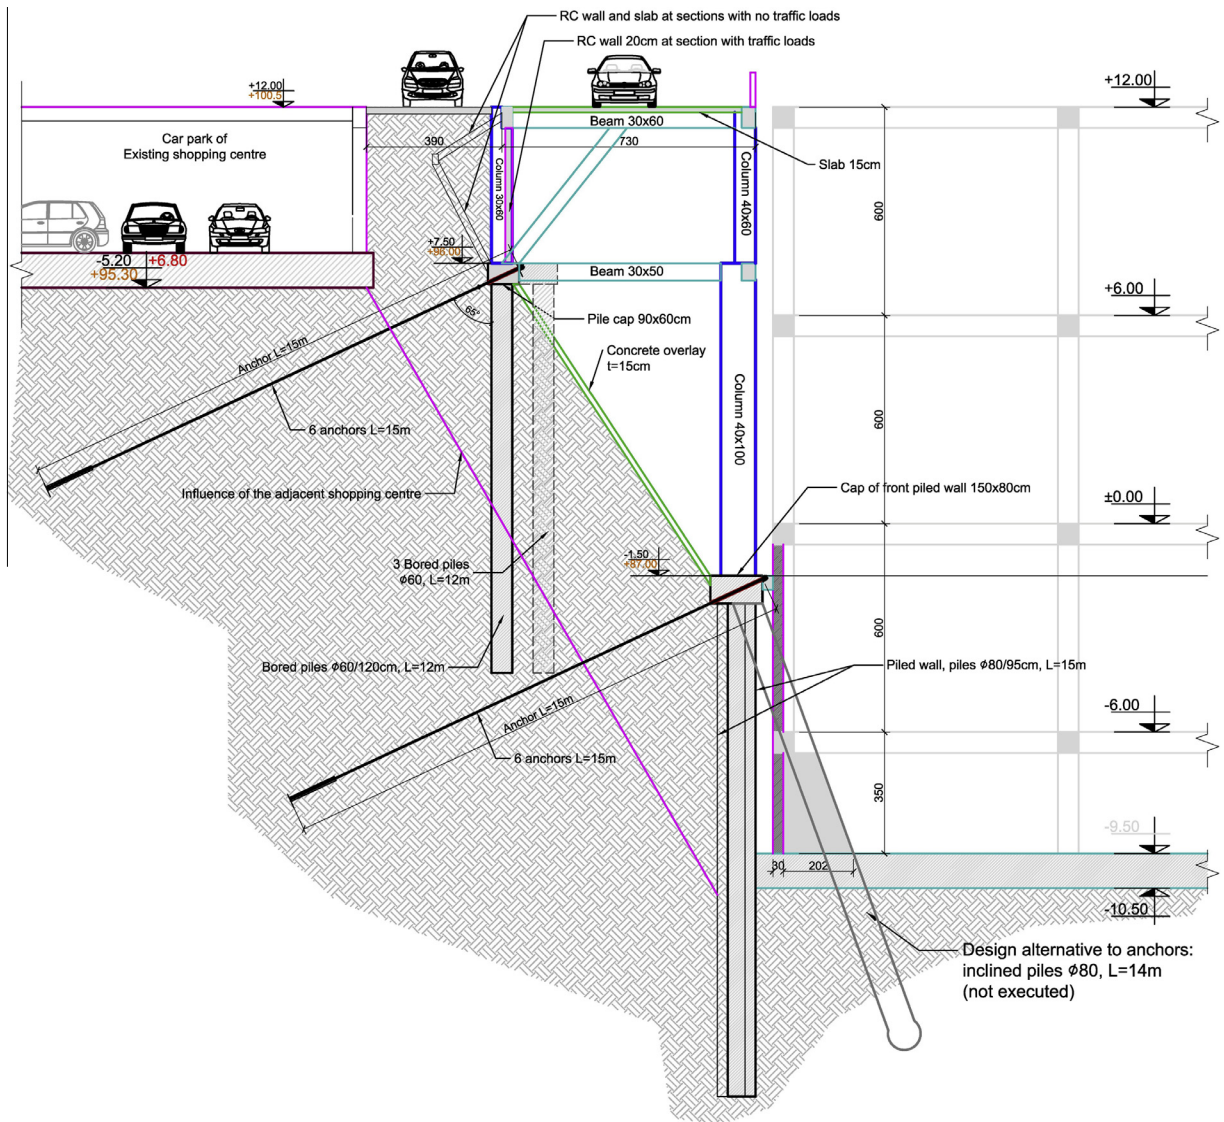 RC wall and slab at sections with no traffic loads
RC wall 20cm at section with traffic loads
+12.00
+100.5
+12.00
Car park of
Existing shopping centre
Beam 30x60
390
730
Slab 15cm
Column 30x60
Column 40x60
600
+7.50
+96.00
-5.20
+6.80
+95.30
Beam 30x50
+6.00
65°
Pile cap 90x60cm
Anchor L=15m
Concrete overlay
t=15cm
Column 40x100
600
6 anchors L=15m
Influence of the adjacent shopping centre
Cap of front piled wall 150x80cm
±0.00
-1.50
+87.00
3 Bored piles
ϕ60, L=12m
600
Bored piles ϕ60/120cm, L=12m
Piled wall, piles ϕ80/95cm, L=15m
Anchor L=15m
-6.00
6 anchors L=15m
350
-9.50
30
202
-10.50
Design alternative to anchors:
inclined piles ϕ80, L=14m
(not executed)